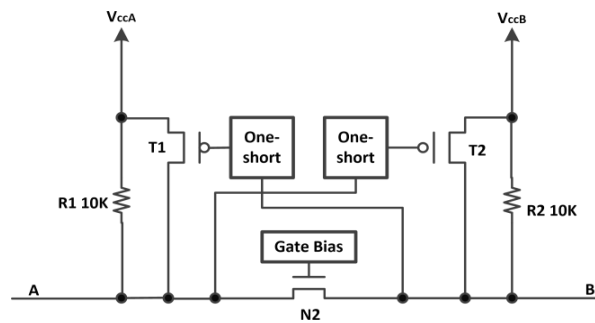 VccA
VccB
T1
One-
short
One-
short
T2
R1 10K
R2 10K
Gate Bias
A
B
N2